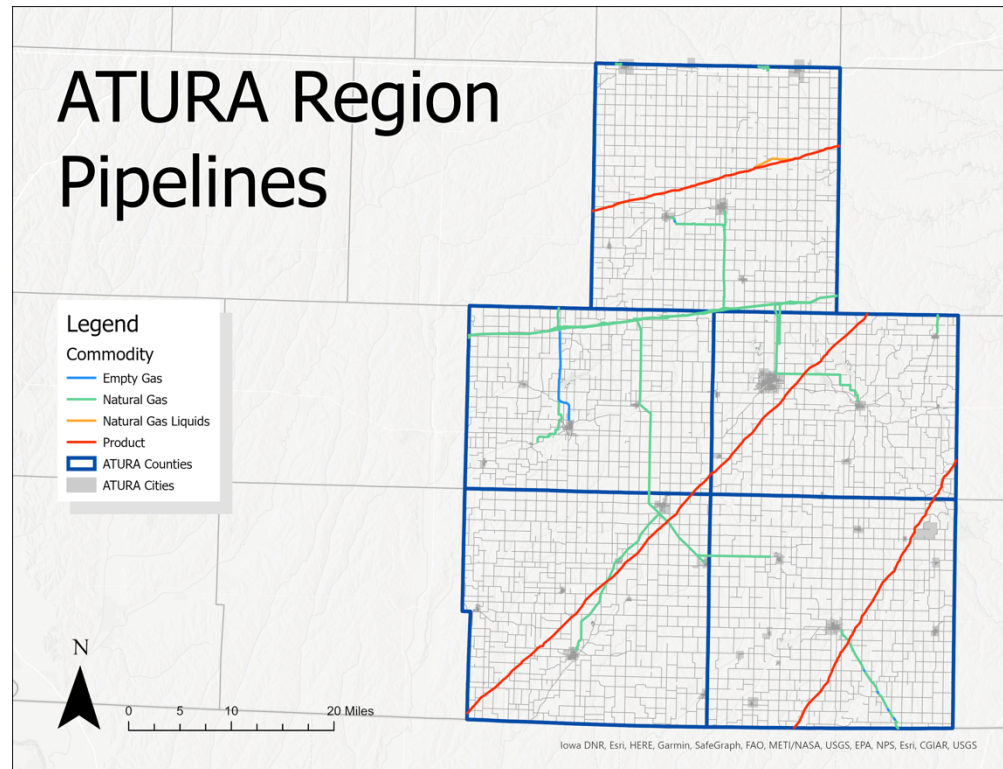 ATURA Region
Pipelines
Legend
Commodity
Empty Gas
Natural Gas
Natural Gas Liquids
Product
ATURA Counties
ATURA Cities
N
0 5 10 20 Miles
Iowa DNR, Esri, HERE, Garmin, SafeGraph, FAO, METI/NASA, USGS, EPA, NPS, Esri, CGIAR, USGS